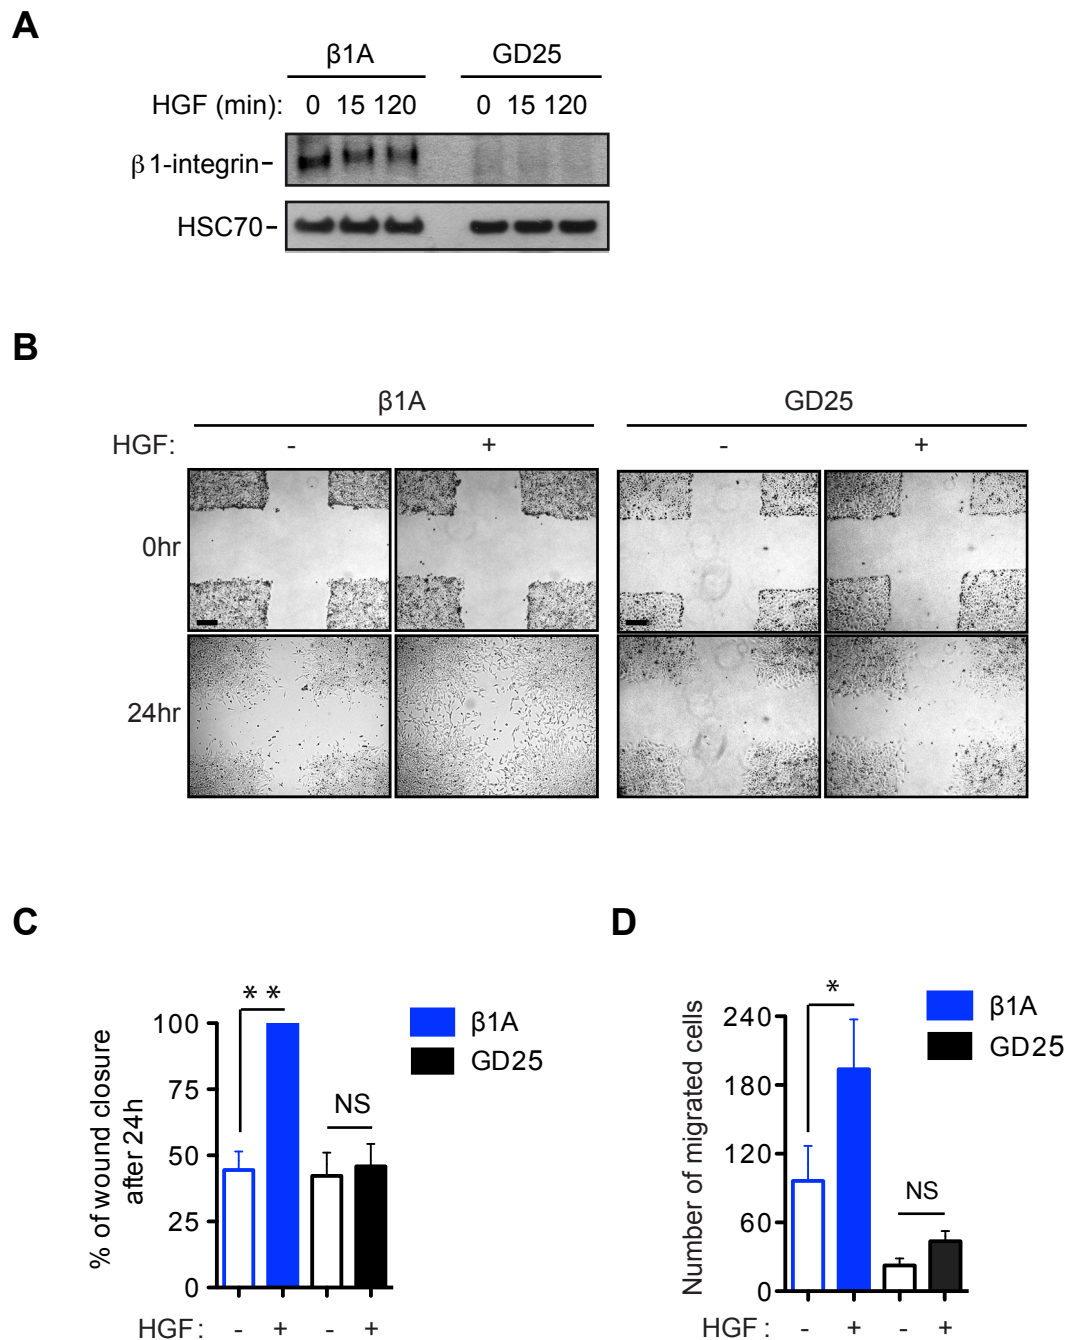 A
β1A GD25
HGF (min): 0 15 120 0 15 120
β1-integrin-
HSC70-
B
β1A GD25
HGF: - + - +
0hr
24hr
C
% of wound closure
after 24h
100
75
50
25
0
* *
NS
β1A
GD25
HGF: - + - +
D
Number of migrated cells
240
180
120
60
0
*
NS
β1A
GD25
HGF: - + - +